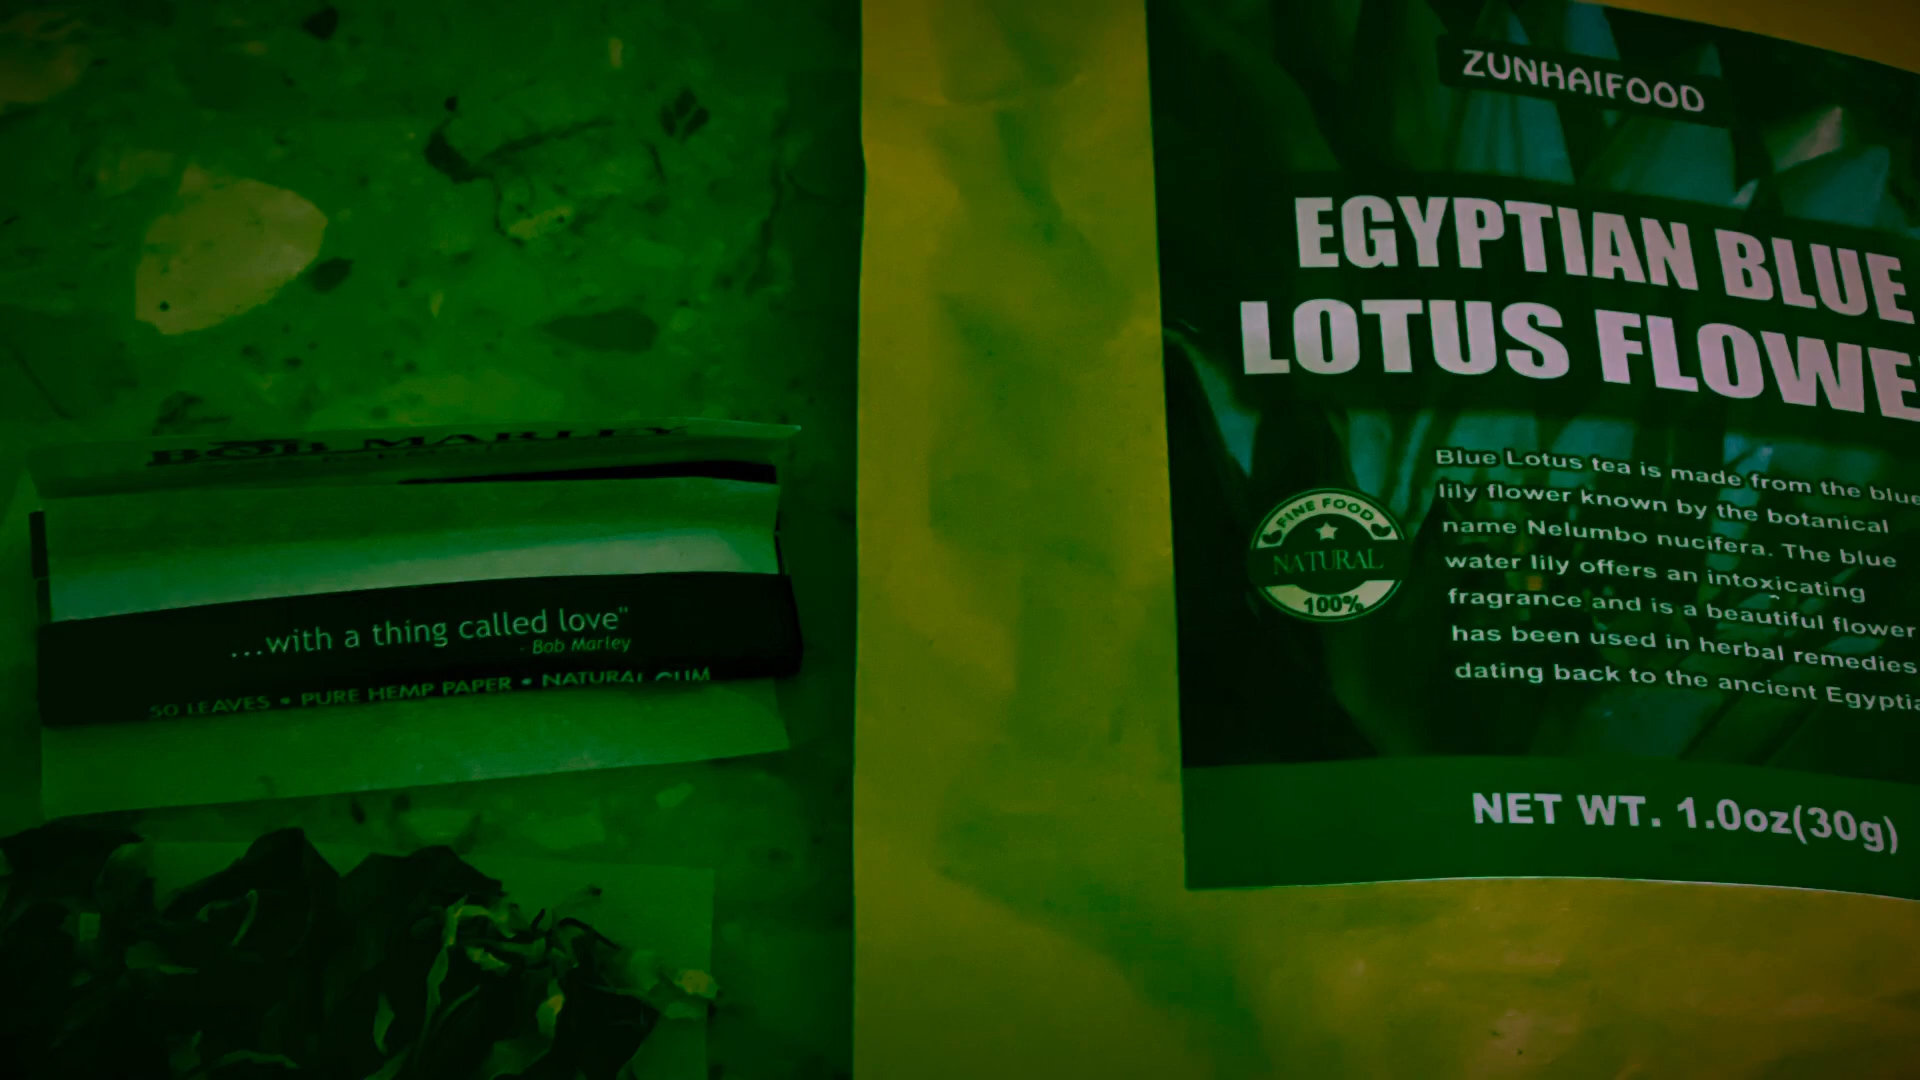 BOB MARLEY
...with a thing called love"
- Bob Marley
50 LEAVES • PURE HEMP PAPER • NATURAL GUM
ZUNHAIFOOD
EGYPTIAN BLUE
LOTUS FLOWE
FINE FOOD
NATURAL
100%
Blue Lotus tea is made from the blue
lily flower known by the botanical
name Nelumbo nucifera. The blue
water lily offers an intoxicating
fragrance and is a beautiful flower
has been used in herbal remedies
dating back to the ancient Egyptia
NET WT. 1.0oz(30g)